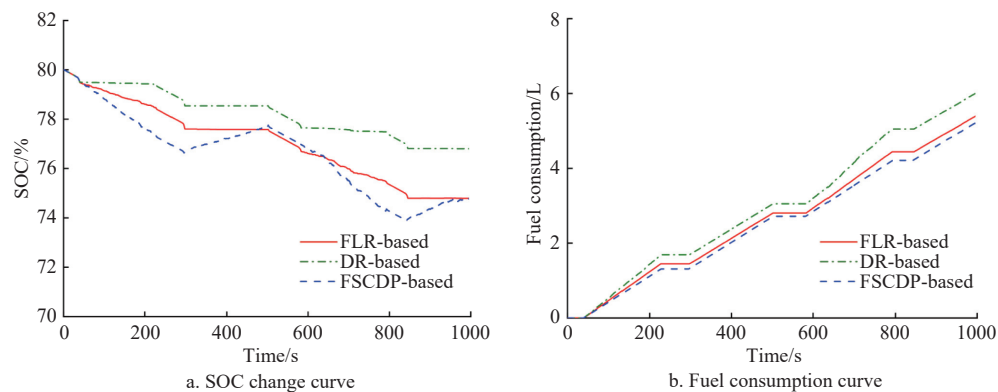 82
80
78
76
74
72
70
SOC/%
FLR-based
DR-based
FSCDP-based
0
200
400
600
800
1000
Time/s
a. SOC change curve
8
6
4
2
0
Fuel consumption/L
FLR-based
DR-based
FSCDP-based
0
200
400
600
800
1000
Time/s
b. Fuel consumption curve